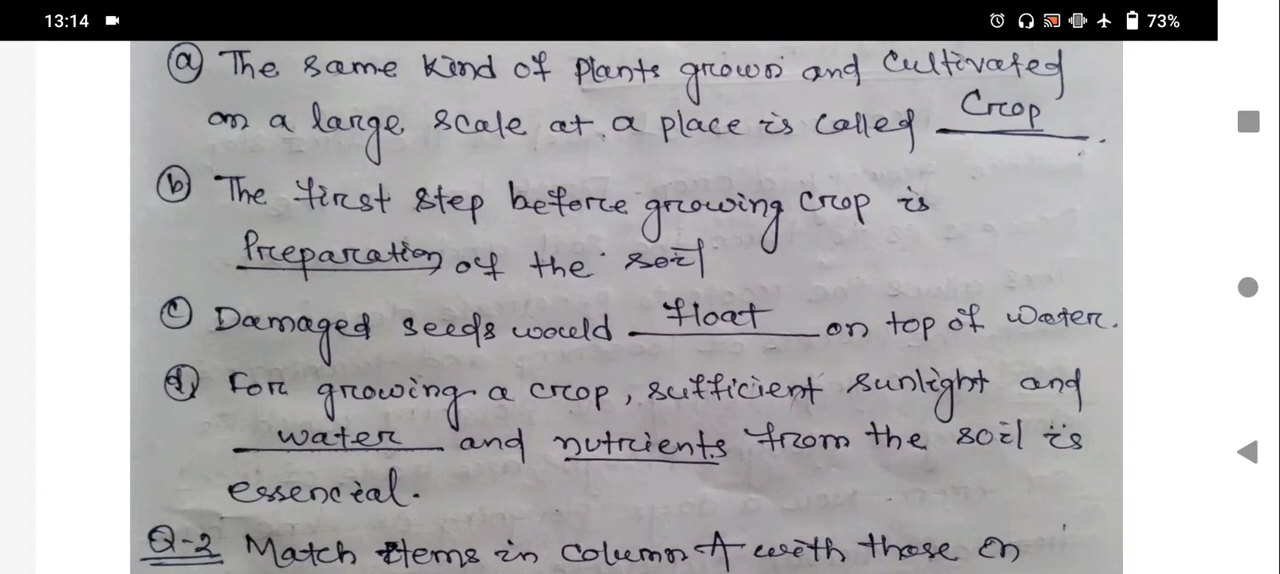 13:14
73%
ⓐ The same kind of plants grown and cultivated
on a large scale at a place is called Crop.
ⓑ The first step before growing crop is
Preparation of the soil
ⓒ Damaged seeds would float on top of water.
ⓓ For growing a crop, sufficient sunlight and
water and nutrients from the soil is
essencial.
Q-2 Match items in column A with those in